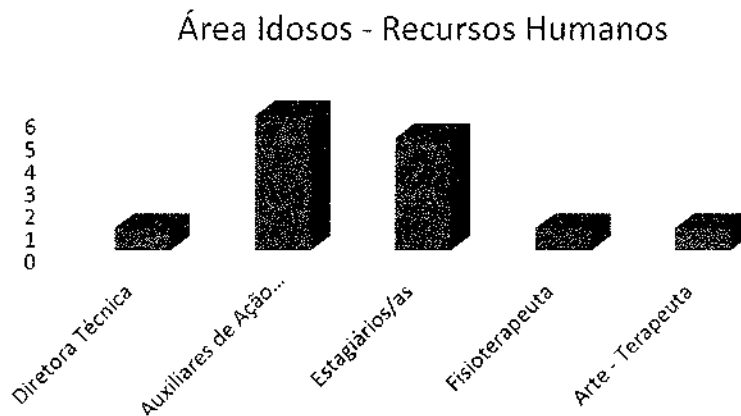 Área Idosos - Recursos Humanos
6
5
4
3
2
1
0
Diretora Técnica
Auxiliares de Ação...
Estagiários/as
Fisioterapeuta
Arte - Terapeuta